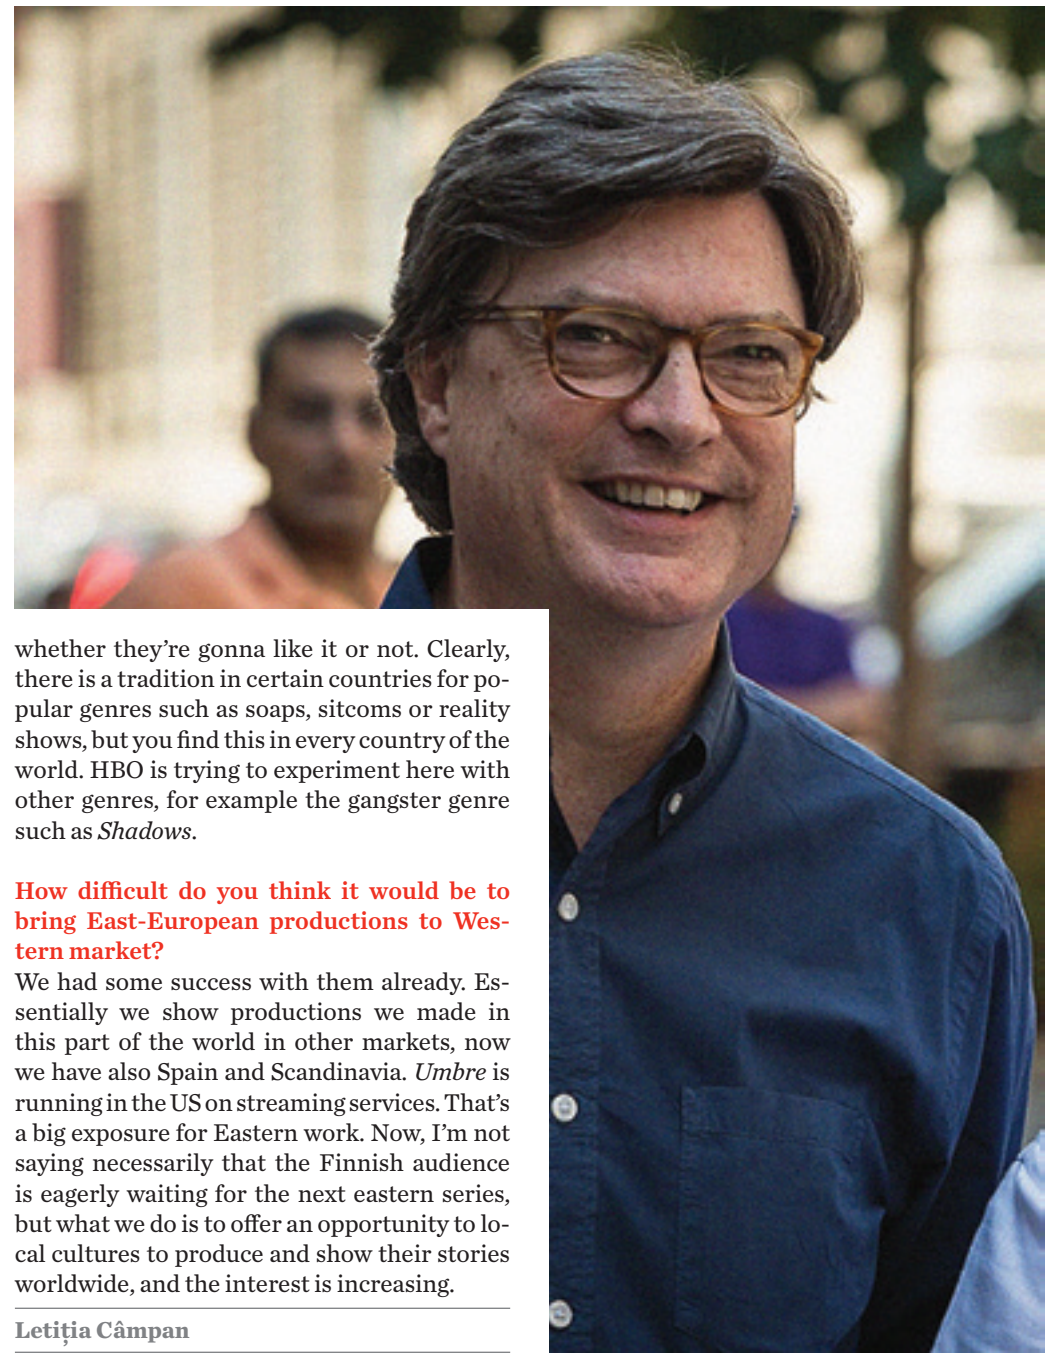 whether they’re gonna like it or not. Clearly,
there is a tradition in certain countries for po-
pular genres such as soaps, sitcoms or reality
shows, but you find this in every country of the
world. HBO is trying to experiment here with
other genres, for example the gangster genre
such as Shadows.
How difficult do you think it would be to
bring East-European productions to Wes-
tern market?
We had some success with them already. Es-
sentially we show productions we made in
this part of the world in other markets, now
we have also Spain and Scandinavia. Umbre is
running in the US on streaming services. That’s
a big exposure for Eastern work. Now, I’m not
saying necessarily that the Finnish audience
is eagerly waiting for the next eastern series,
but what we do is to offer an opportunity to lo-
cal cultures to produce and show their stories
worldwide, and the interest is increasing.
Letiția Câmpan